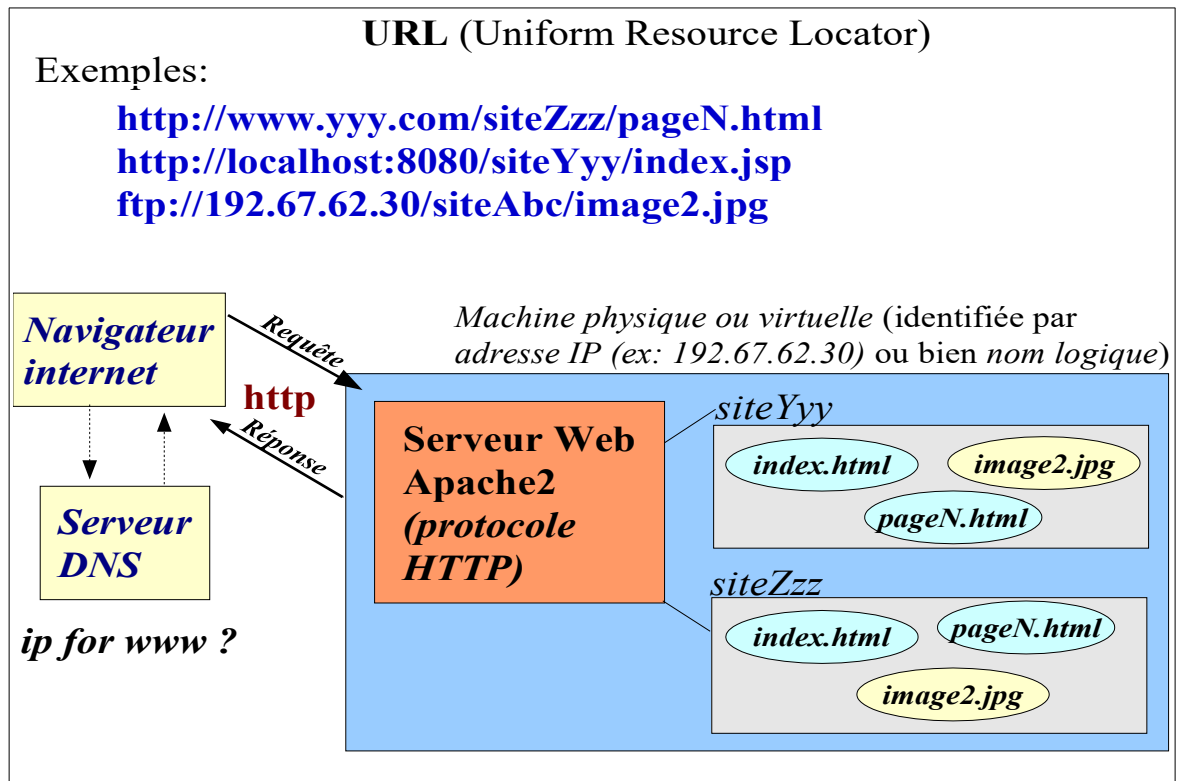 URL (Uniform Resource Locator)
Exemples:
http://www.yyy.com/siteZzz/pageN.html
http://localhost:8080/siteYyy/index.jsp
ftp://192.67.62.30/siteAbc/image2.jpg
Navigateur
internet
Requête
http
Réponse
Serveur
DNS
ip for www ?
Machine physique ou virtuelle (identifiée par
adresse IP (ex: 192.67.62.30) ou bien nom logique)
Serveur Web
Apache2
(protocole
HTTP)
siteYyy
index.html
image2.jpg
pageN.html
siteZzz
index.html
pageN.html
image2.jpg